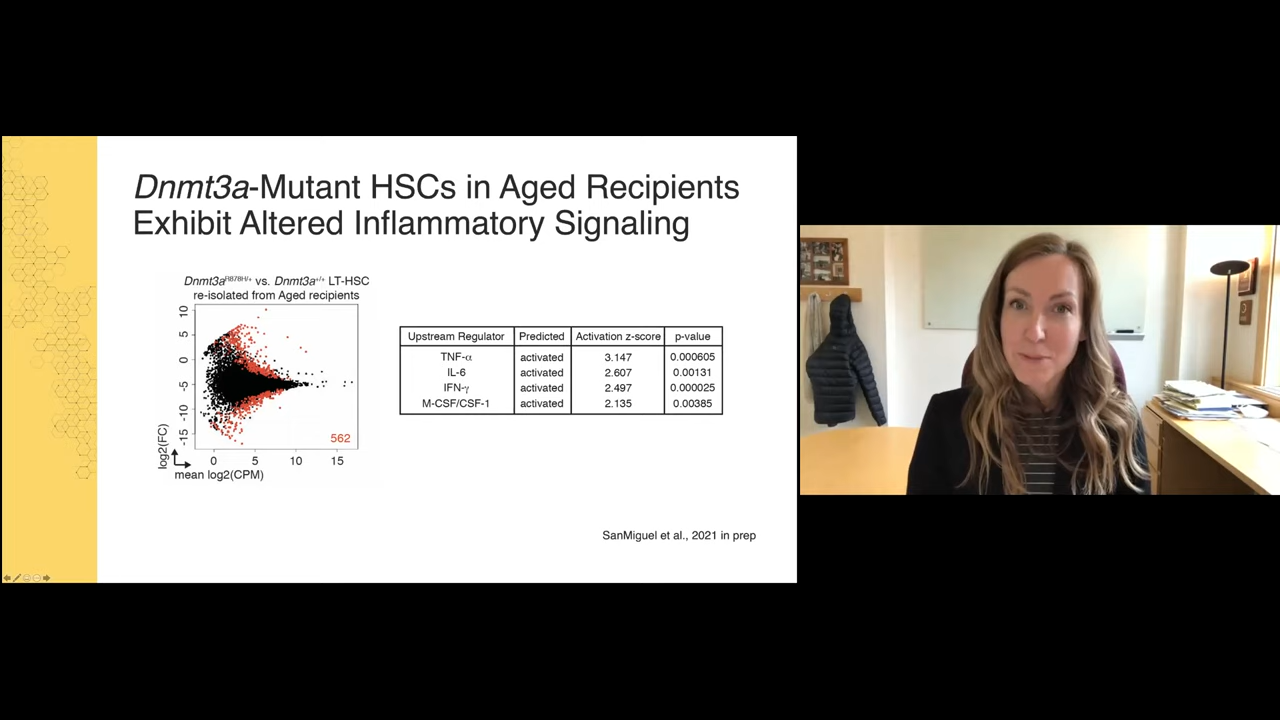 Dnmt3a-Mutant HSCs in Aged Recipients
Exhibit Altered Inflammatory Signaling
Dnmt3aR878H/+ vs. Dnmt3a+/+ LT-HSC
re-isolated from Aged recipients
10
5
0
-5
-10
-15
log2(FC)
562
0 5 10 15
mean log2(CPM)
Upstream Regulator Predicted Activation z-score p-value
TNF-α activated 3.147 0.000605
IL-6 activated 2.607 0.00131
IFN-γ activated 2.497 0.000025
M-CSF/CSF-1 activated 2.135 0.00385
SanMiguel et al., 2021 in prep